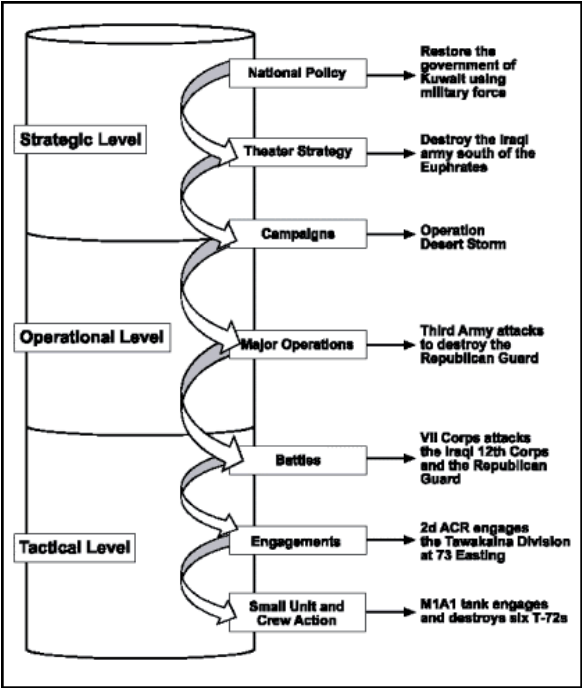 National Policy
Restore the
government of
Kuwait using
military force
Strategic Level
Theater Strategy
Destroy the Iraqi
army south of the
Euphrates
Campaigns
Operation
Desert Storm
Operational Level
Major Operations
Third Army attacks
to destroy the
Republican Guard
Battles
VII Corps attacks
the Iraqi 12th Corps
and the Republican
Guard
Tactical Level
Engagements
2d ACR engages
the Tawakalna Division
at 73 Easting
Small Unit and
Crew Action
M1A1 tank engages
and destroys six T-72s